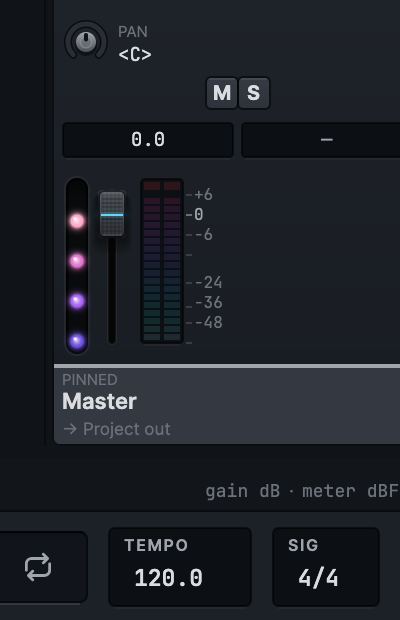 PAN
<C>
M S
0.0 –
+6
-0
-6
-24
-36
-48
PINNED
Master
→ Project out
gain dB · meter dBF
TEMPO SIG
120.0 4/4